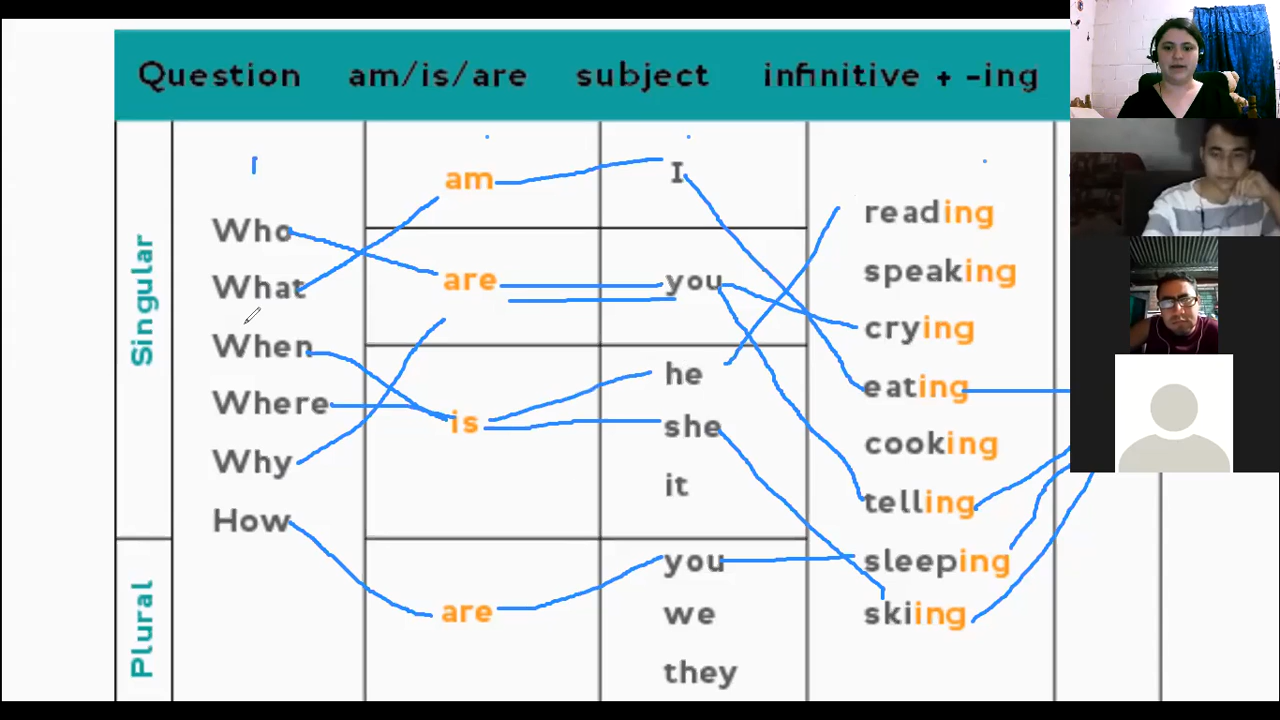 Question am/is/are subject infinitive + -ing
Singular
Who
What
When
Where
Why
How
am
are
is
I
you
he
she
it
reading
speaking
crying
eating
cooking
telling
sleeping
skiing
Plural
are
you
we
they